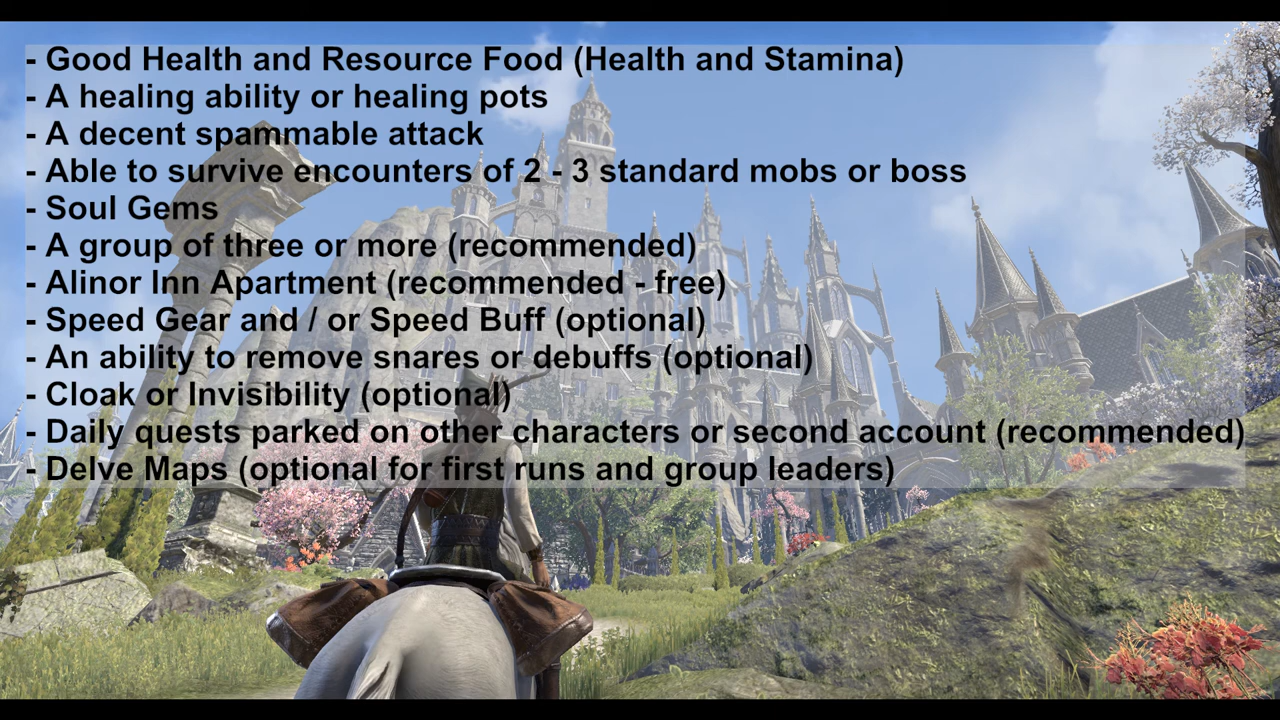 - Good Health and Resource Food (Health and Stamina)
- A healing ability or healing pots
- A decent spammable attack
- Able to survive encounters of 2 - 3 standard mobs or boss
- Soul Gems
- A group of three or more (recommended)
- Alinor Inn Apartment (recommended - free)
- Speed Gear and / or Speed Buff (optional)
- An ability to remove snares or debuffs (optional)
- Cloak or Invisibility (optional)
- Daily quests parked on other characters or second account (recommended)
- Delve Maps (optional for first runs and group leaders)